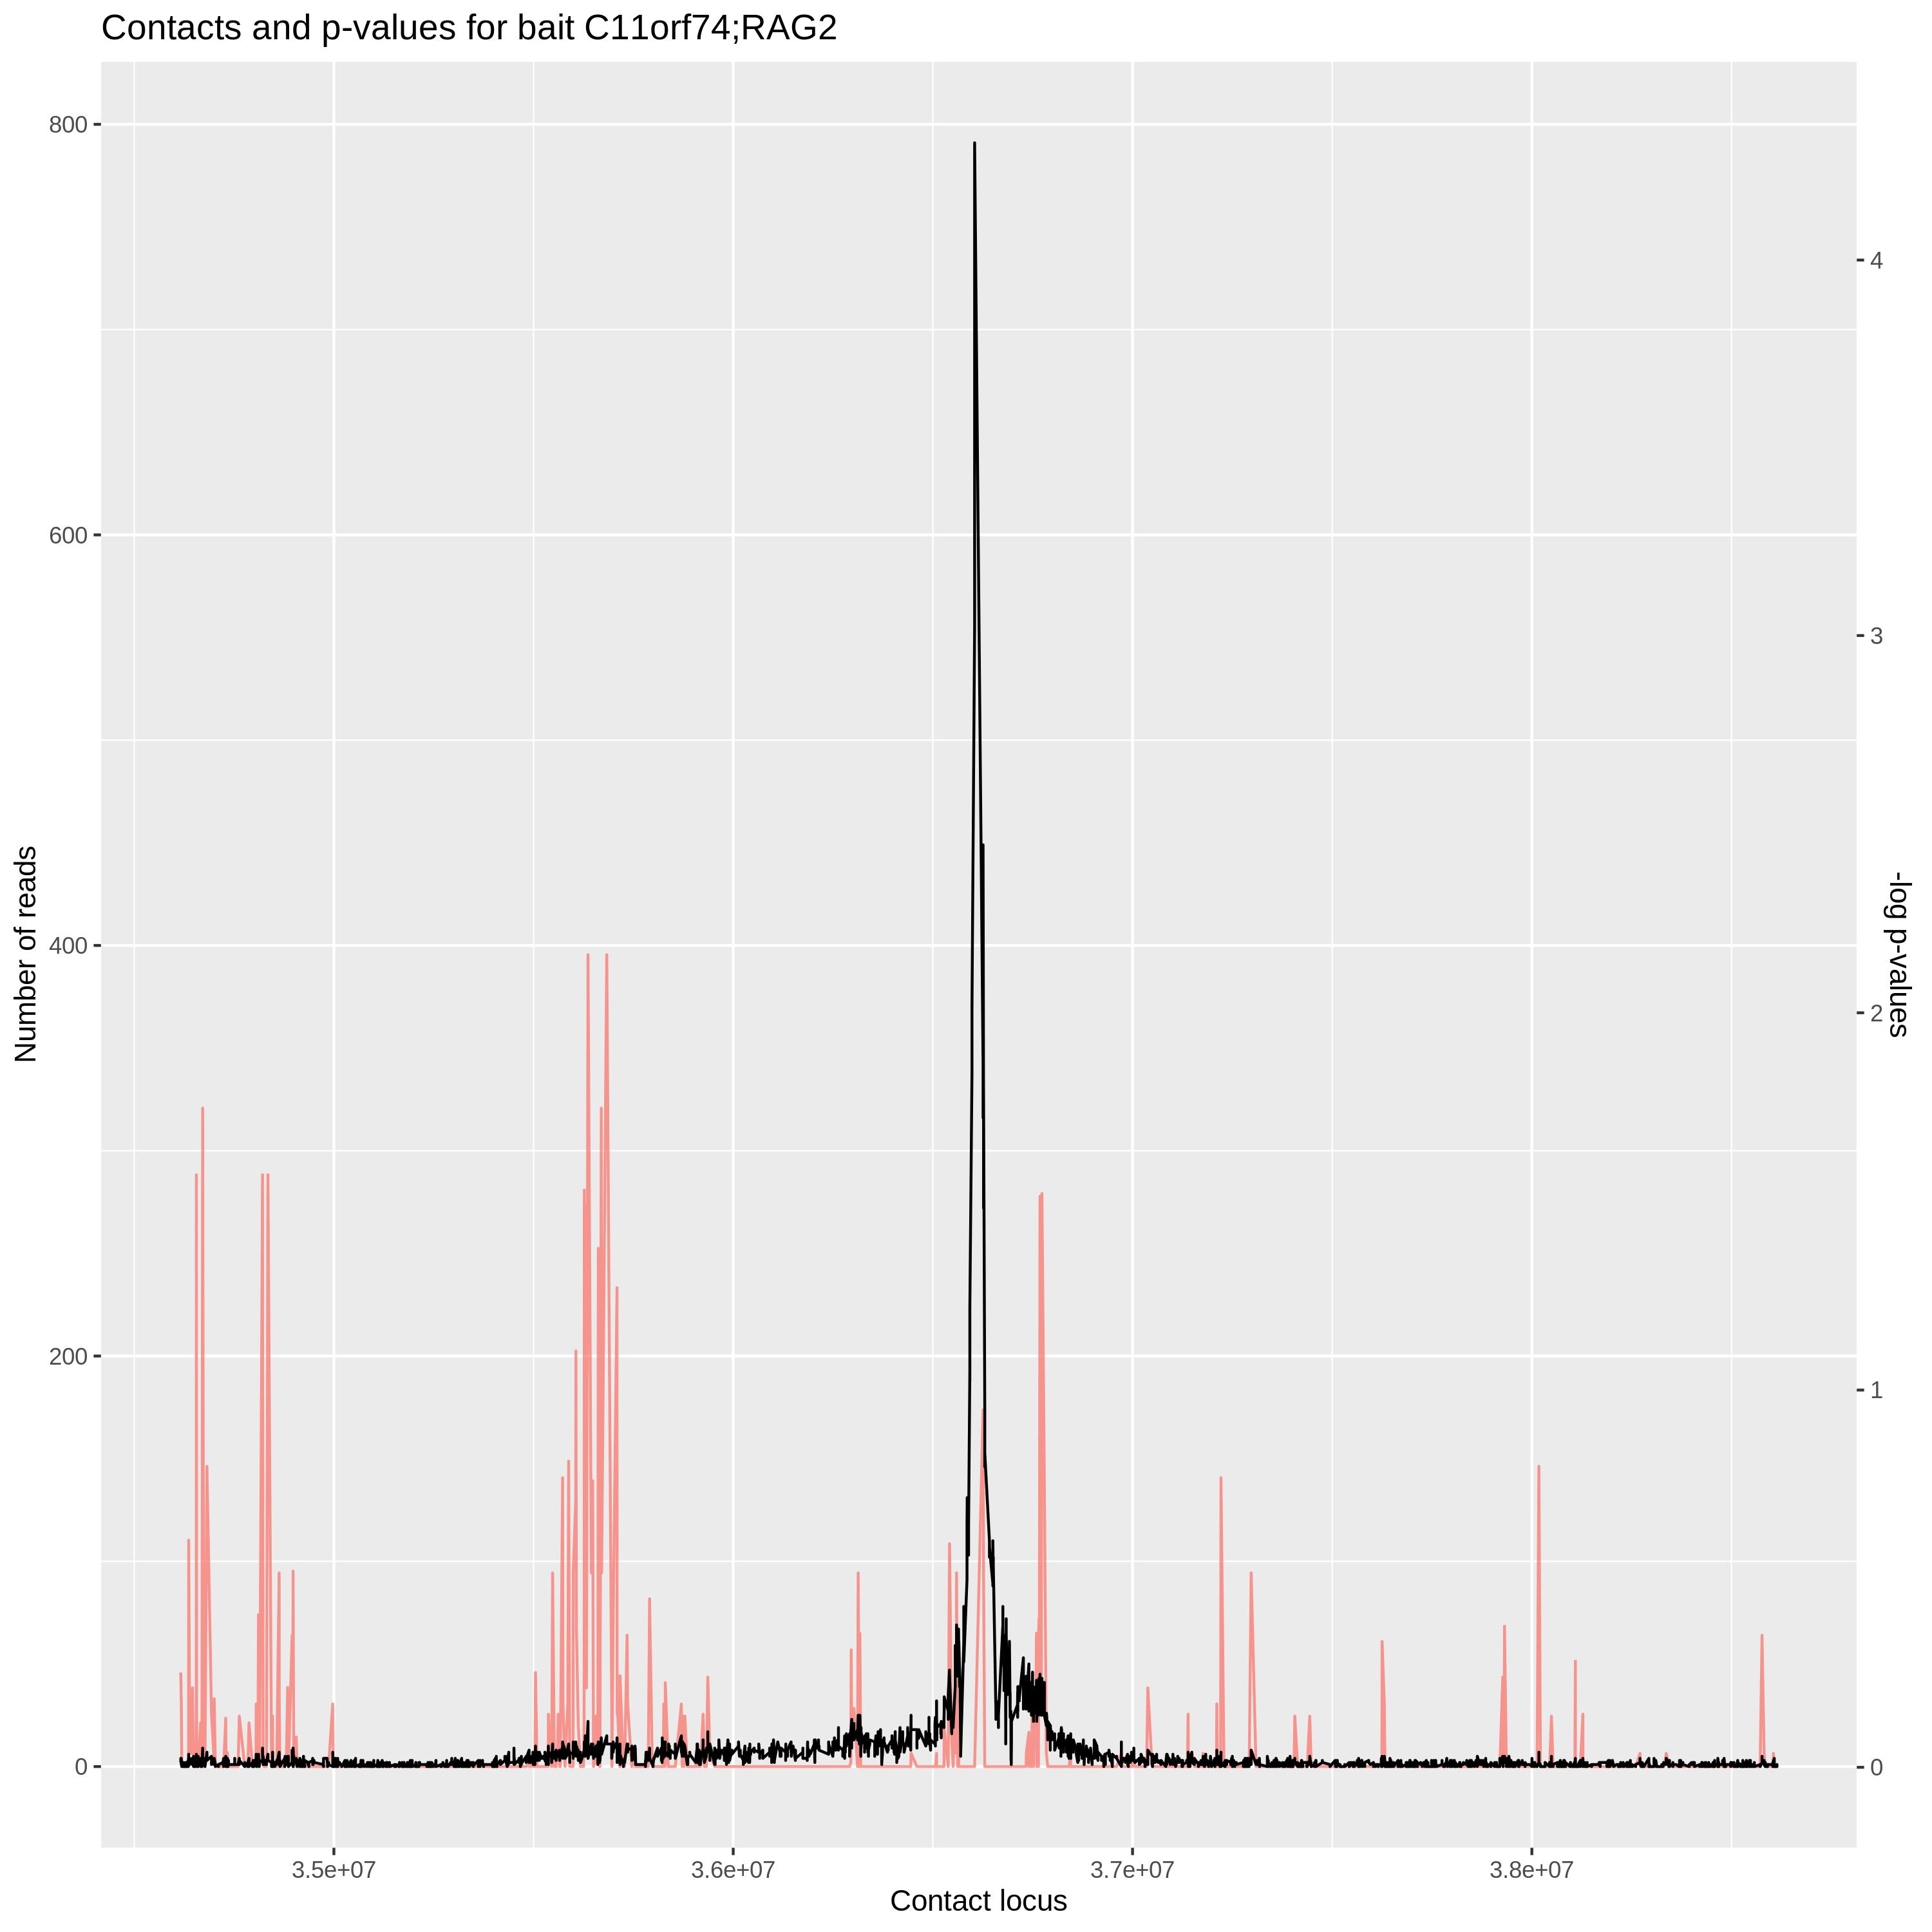 Contacts and p-values for bait C11orf74;RAG2
800
600
400
200
0
Number of reads
4
3
2
1
0
-log p-values
3.5e+07
3.6e+07
3.7e+07
3.8e+07
Contact locus